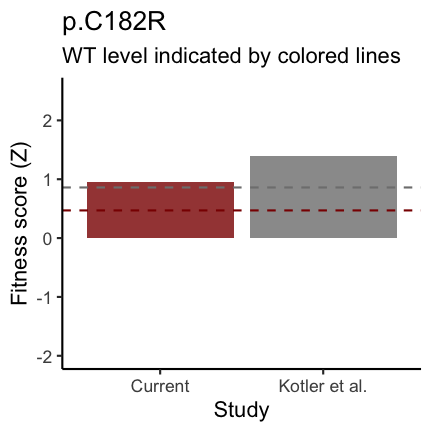 p.C182R
WT level indicated by colored lines
Fitness score (Z)
2
1
0
-1
-2
Current
Kotler et al.
Study